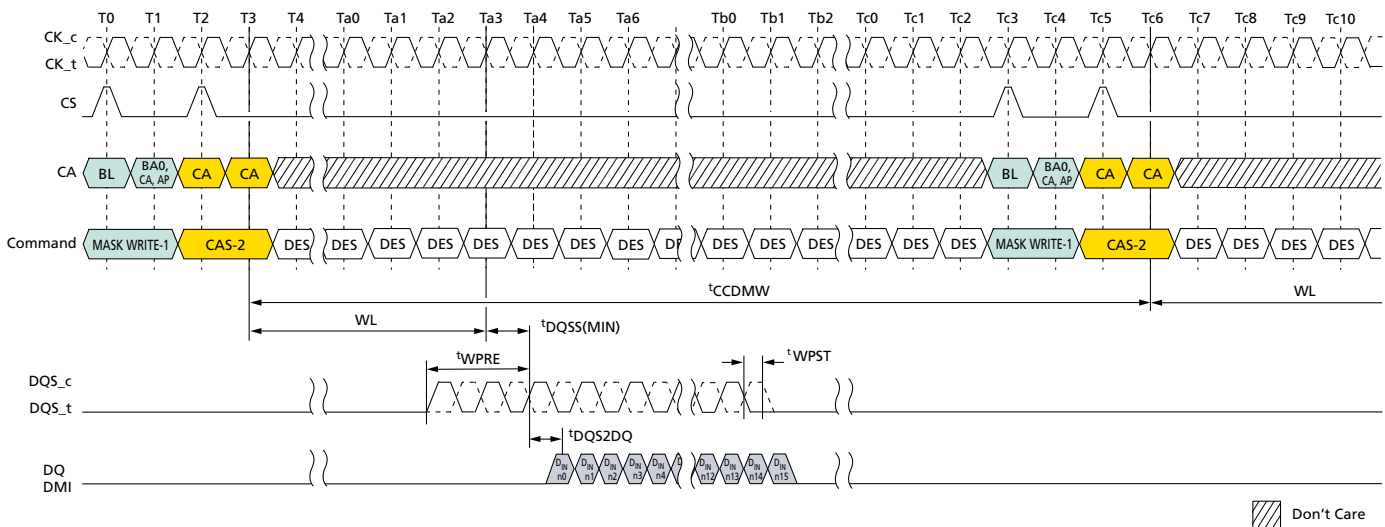 T0 T1 T2 T3 T4 Ta0 Ta1 Ta2 Ta3 Ta4 Ta5 Ta6 Tb0 Tb1 Tb2 Tc0 Tc1 Tc2 Tc3 Tc4 Tc5 Tc6 Tc7 Tc8 Tc9 Tc10
CK_c
CK_t
CS
CA BL BA0, CA, AP CA CA BL BA0, CA, AP CA CA
Command MASK WRITE-1 CAS-2 DES DES DES DES DES DES DES DES DES DES DES DES DES DES DES MASK WRITE-1 CAS-2 DES DES DES DES
tCCDMW
WL WL
tDQSS(MIN)
tWPRE tWPST
DQS_c
DQS_t
tDQS2DQ
DQ
DMI
DIN n0 DIN n1 DIN n2 DIN n3 DIN n4 DIN n12 DIN n13 DIN n14 DIN n15
Don't Care